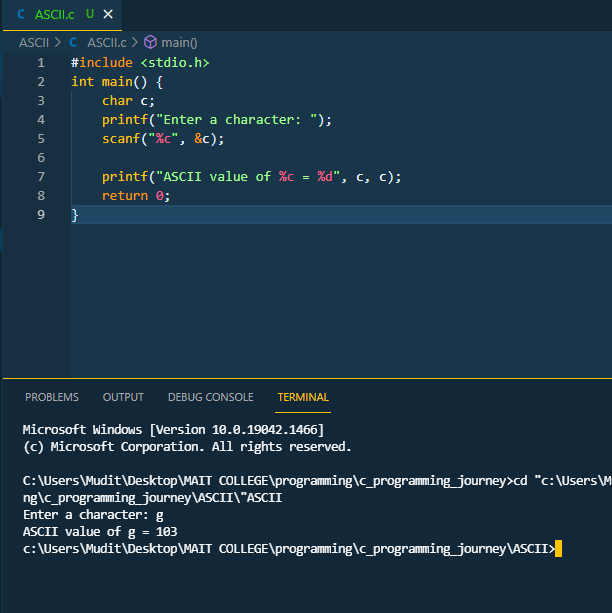 C ASCII.c U ×
ASCII > C ASCII.c > main()
1 #include <stdio.h>
2 int main() {
3     char c;
4     printf("Enter a character: ");
5     scanf("%c", &c);
6
7     printf("ASCII value of %c = %d", c, c);
8     return 0;
9 }
PROBLEMS OUTPUT DEBUG CONSOLE TERMINAL
Microsoft Windows [Version 10.0.19042.1466]
(c) Microsoft Corporation. All rights reserved.
C:\Users\Mudit\Desktop\MAIT COLLEGE\programming\c_programming_journey>cd "c:\Users\M
ng\c_programming_journey\ASCII\"ASCII
Enter a character: g
ASCII value of g = 103
c:\Users\Mudit\Desktop\MAIT COLLEGE\programming\c_programming_journey\ASCII>